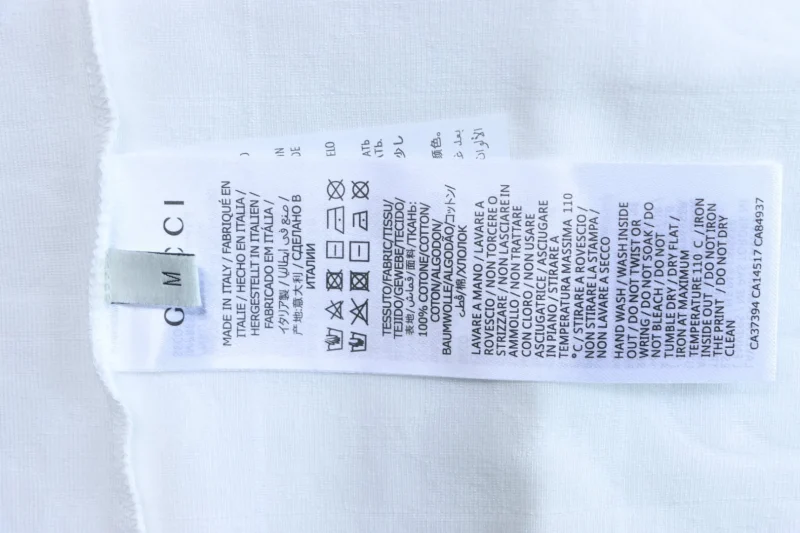 GUCCI
M
MADE IN ITALY / FABRIQUÉ EN
ITALIE / HECHO EN ITALIA /
HERGESTELLT IN ITALIEN /
FABRICADO EM ITÁLIA /
イタリア製 / صنع في إيطاليا /
产地:意大利 / СДЕЛАНО В
ИТАЛИИ
TESSUTO/FABRIC/TISSU/
TEJIDO/GEWEBE/TECIDO/
表地/قماش/面料/ТКАНЬ:
100% COTONE/COTTON/
COTON/ALGODON/
BAUMWOLLE/ALGODÃO/コットン/
قطن/棉/ХЛОПОК
LAVARE A MANO / LAVARE A
ROVESCIO / NON TORCERE O
STRIZZARE / NON LASCIARE IN
AMMOLLO / NON TRATTARE
CON CLORO / NON USARE
ASCIUGATRICE / ASCIUGARE
IN PIANO / STIRARE A
TEMPERATURA MASSIMA 110
°C / STIRARE A ROVESCIO /
NON STIRARE LA STAMPA /
NON LAVARE A SECCO
HAND WASH / WASH INSIDE
OUT / DO NOT TWIST OR
WRING / DO NOT SOAK / DO
NOT BLEACH / DO NOT
TUMBLE DRY / DRY FLAT /
IRON AT MAXIMUM
TEMPERATURE 110 C / IRON
INSIDE OUT / DO NOT IRON
THE PRINT / DO NOT DRY
CLEAN
CA37394 CA14517 CA84937